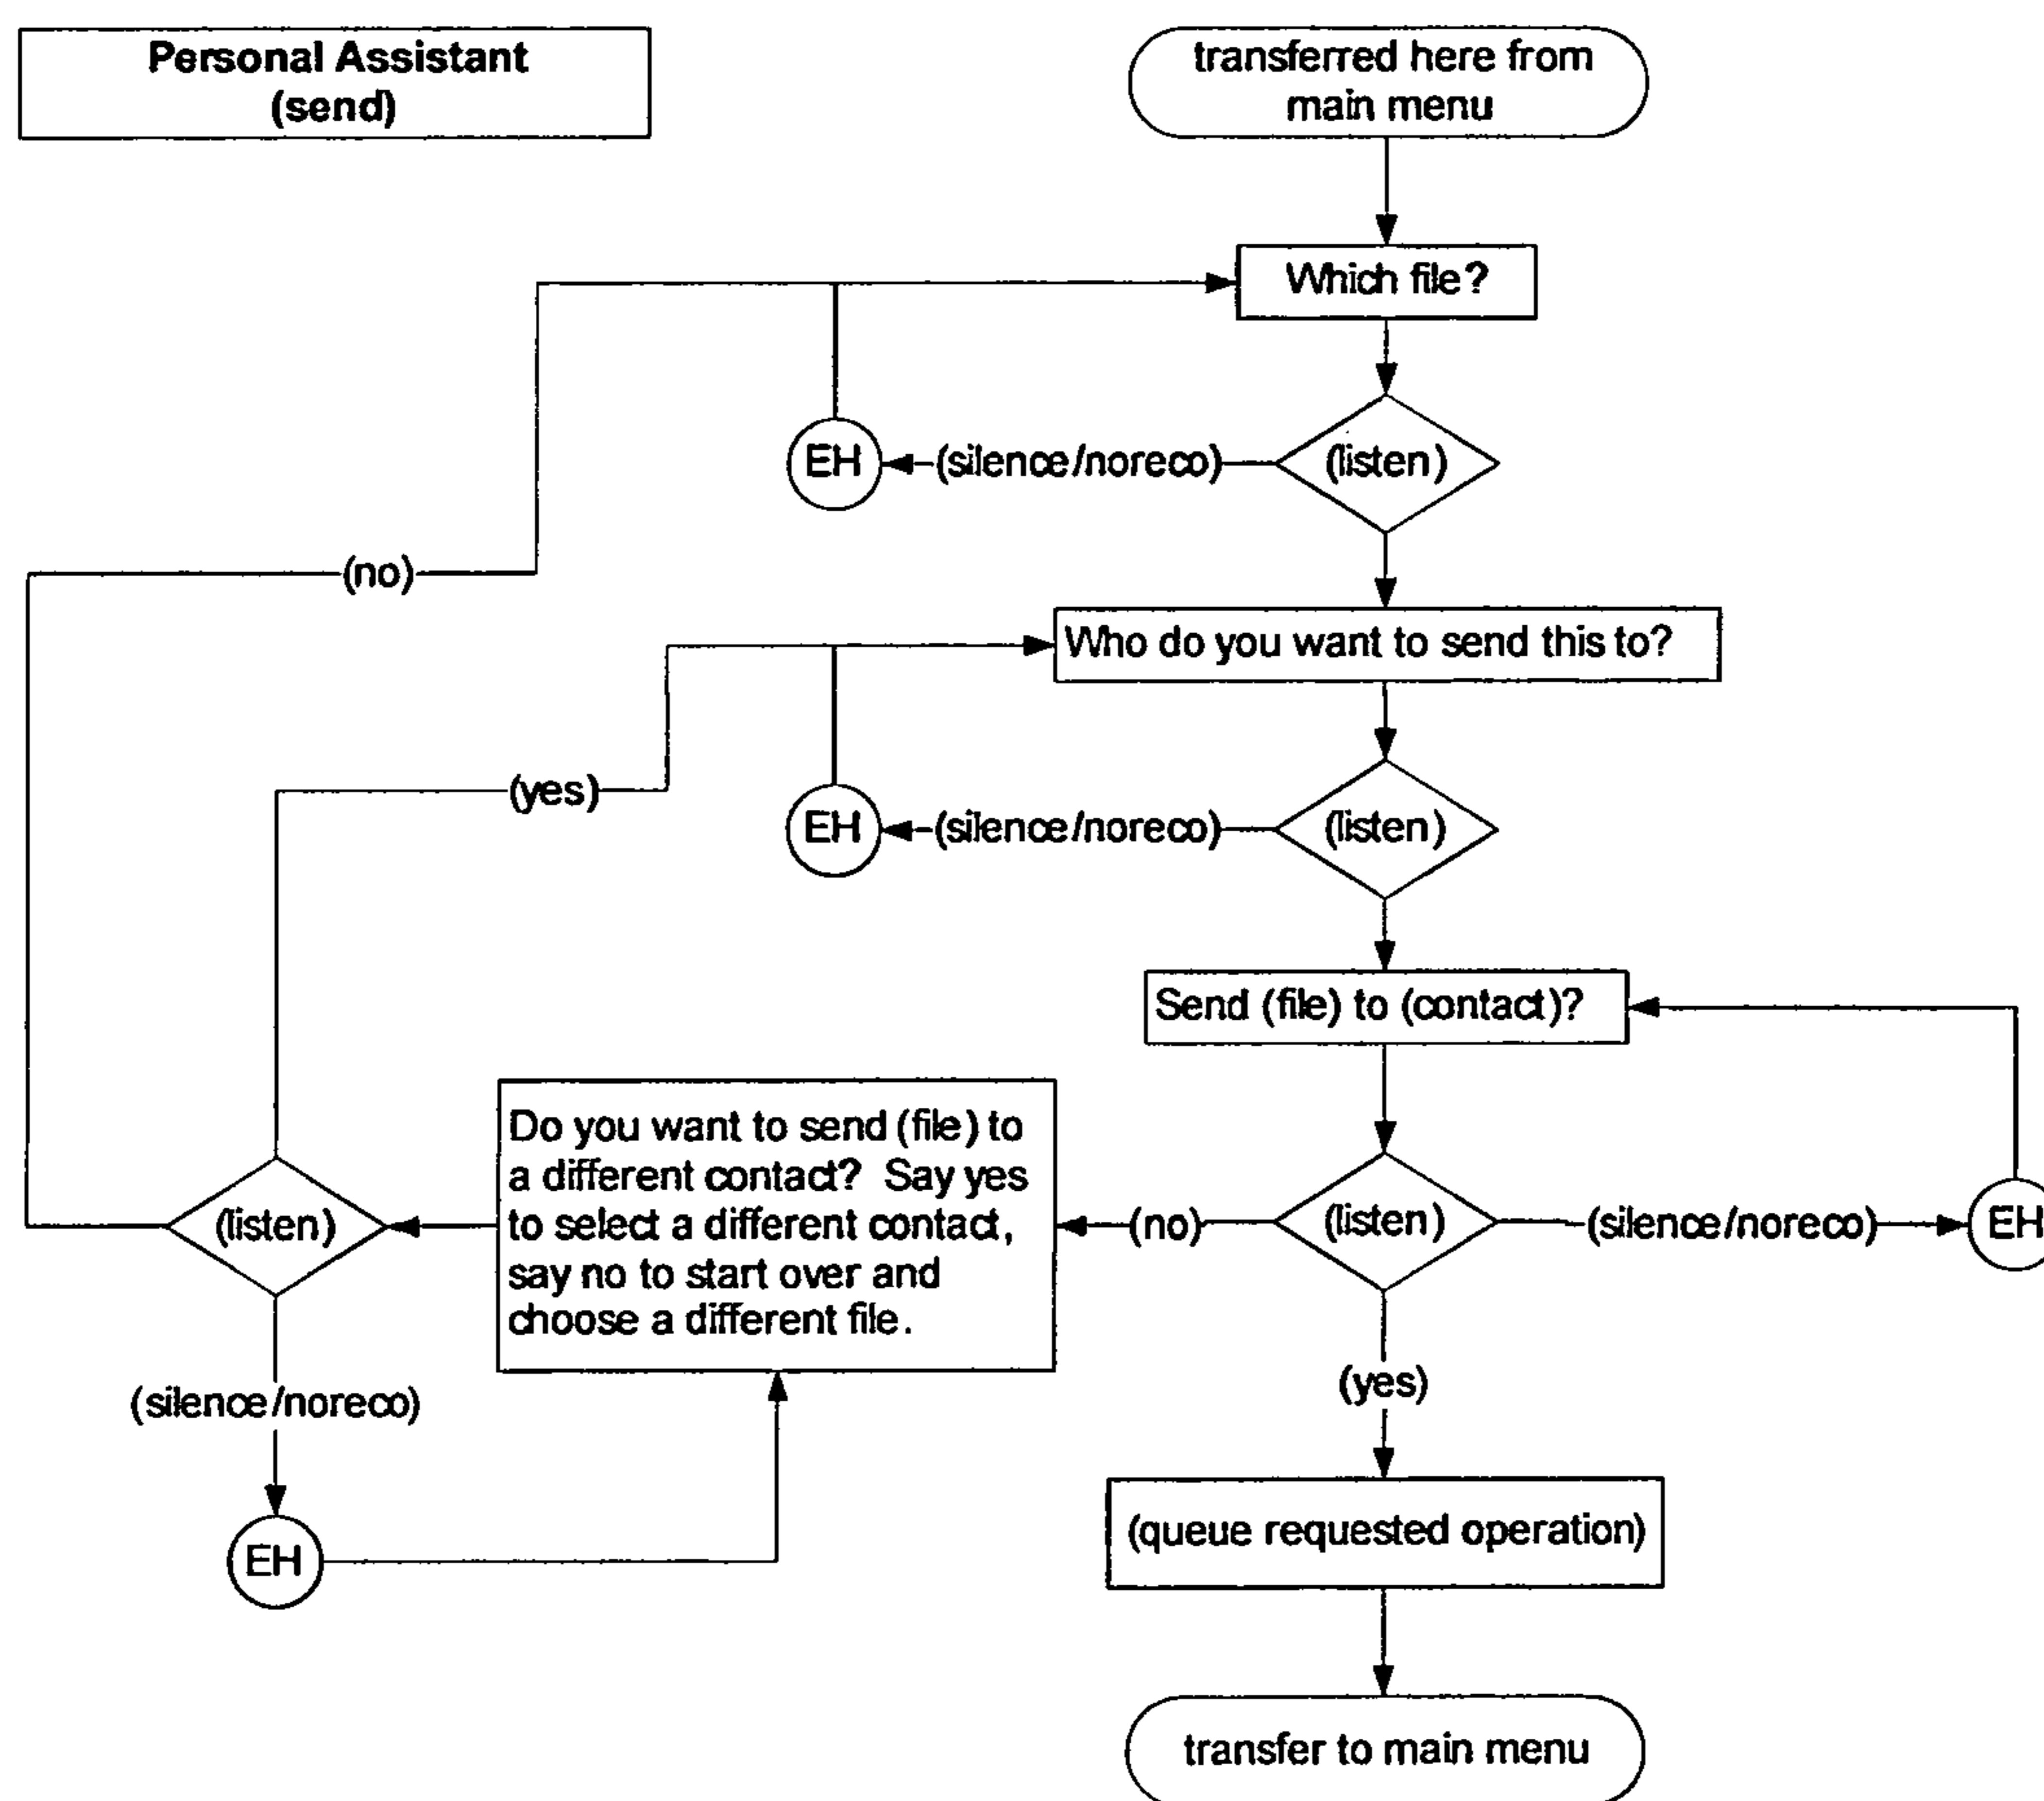 Personal Assistant
(send)
transferred here from
main menu
Which file?
EH
(silence/noreco)
(listen)
(no)
Who do you want to send this to?
(yes)
EH
(silence/noreco)
(listen)
Send (file) to (contact)?
Do you want to send (file) to
a different contact?  Say yes
to select a different contact,
say no to start over and
choose a different file.
(listen)
(no)
(listen)
(silence/noreco)
EH
(yes)
(silence/noreco)
EH
(queue requested operation)
transfer to main menu